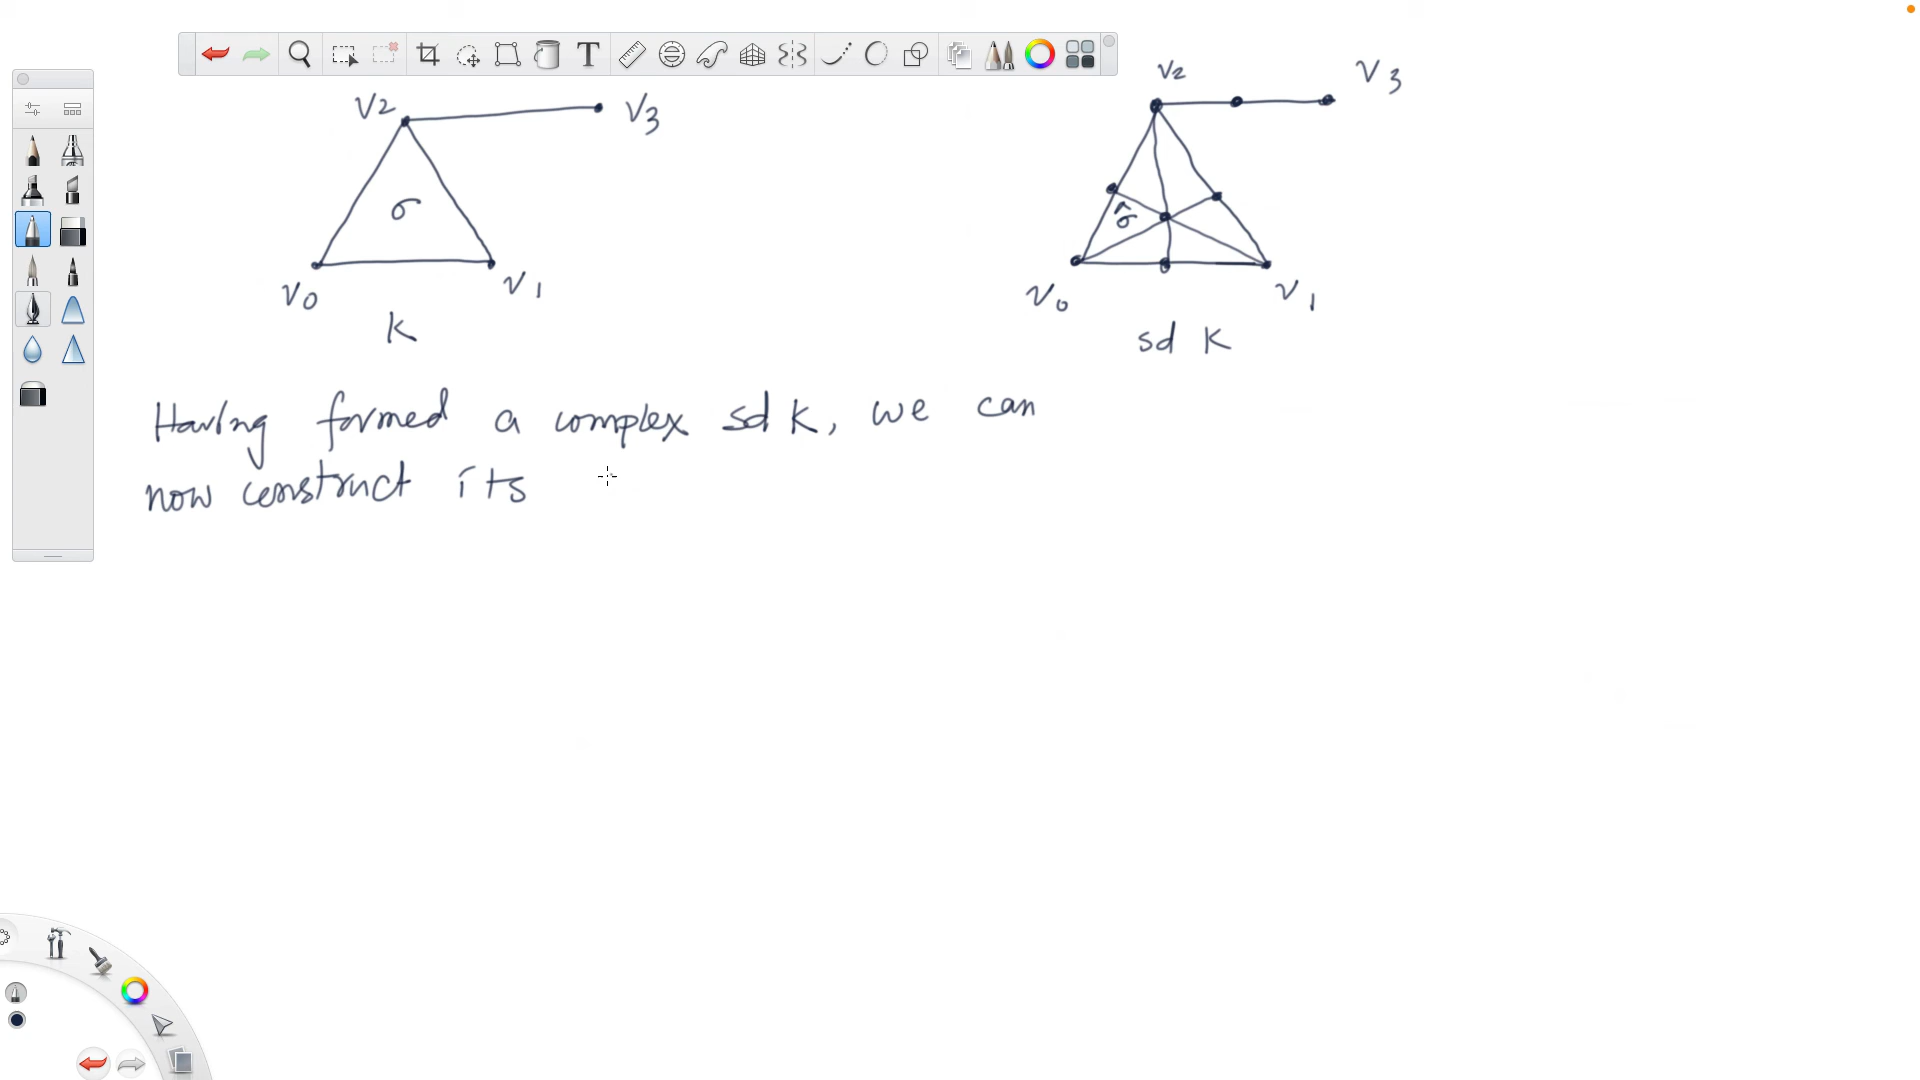 V2 V3
σ
V0 V1
K
V2 V3
σ̂
V0 V1
sd K
Having formed a complex sd K, we can
now construct its
T